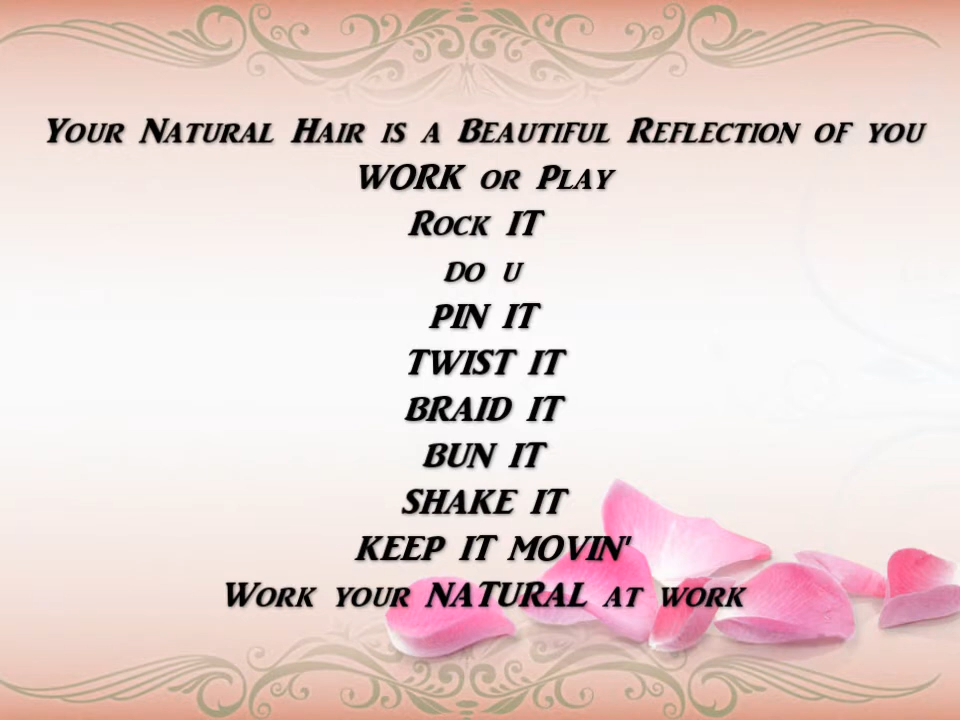 Your Natural Hair is a Beautiful Reflection of you
WORK or Play
Rock IT
do u
PIN IT
TWIST IT
BRAID IT
BUN IT
SHAKE IT
KEEP IT MOVIN'
Work your NATURAL at work